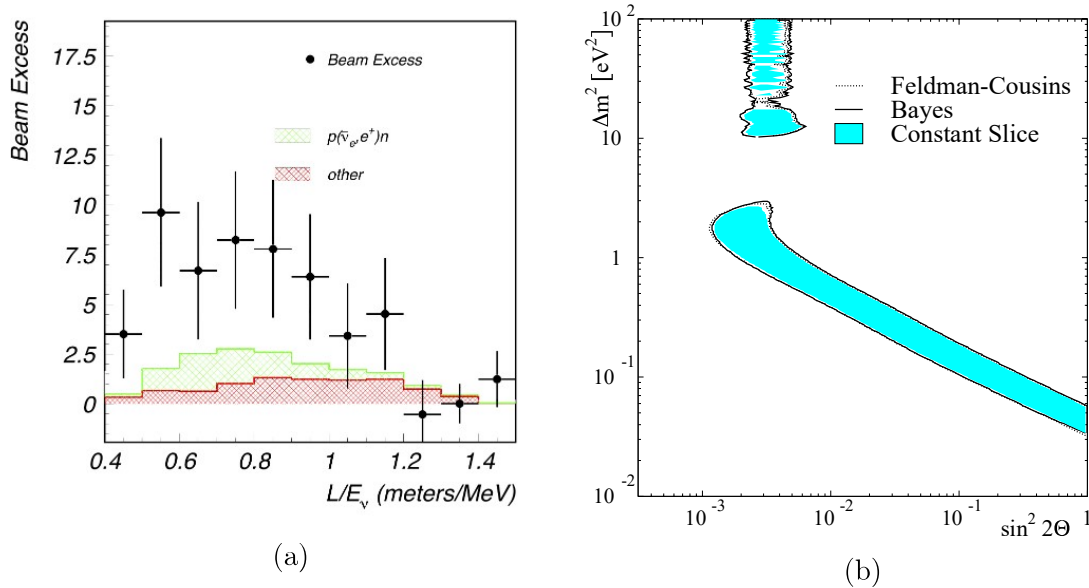 Beam Excess
17.5
15
12.5
10
7.5
5
2.5
0
0.4 0.6 0.8 1 1.2 1.4
L/Eν (meters/MeV)
Beam Excess
p(ν̄e,e+)n
other
(a)
Δm² [eV²]
10²
10
1
10⁻¹
10⁻²
10⁻³ 10⁻² 10⁻¹ 1
sin² 2Θ
Feldman-Cousins
Bayes
Constant Slice
(b)